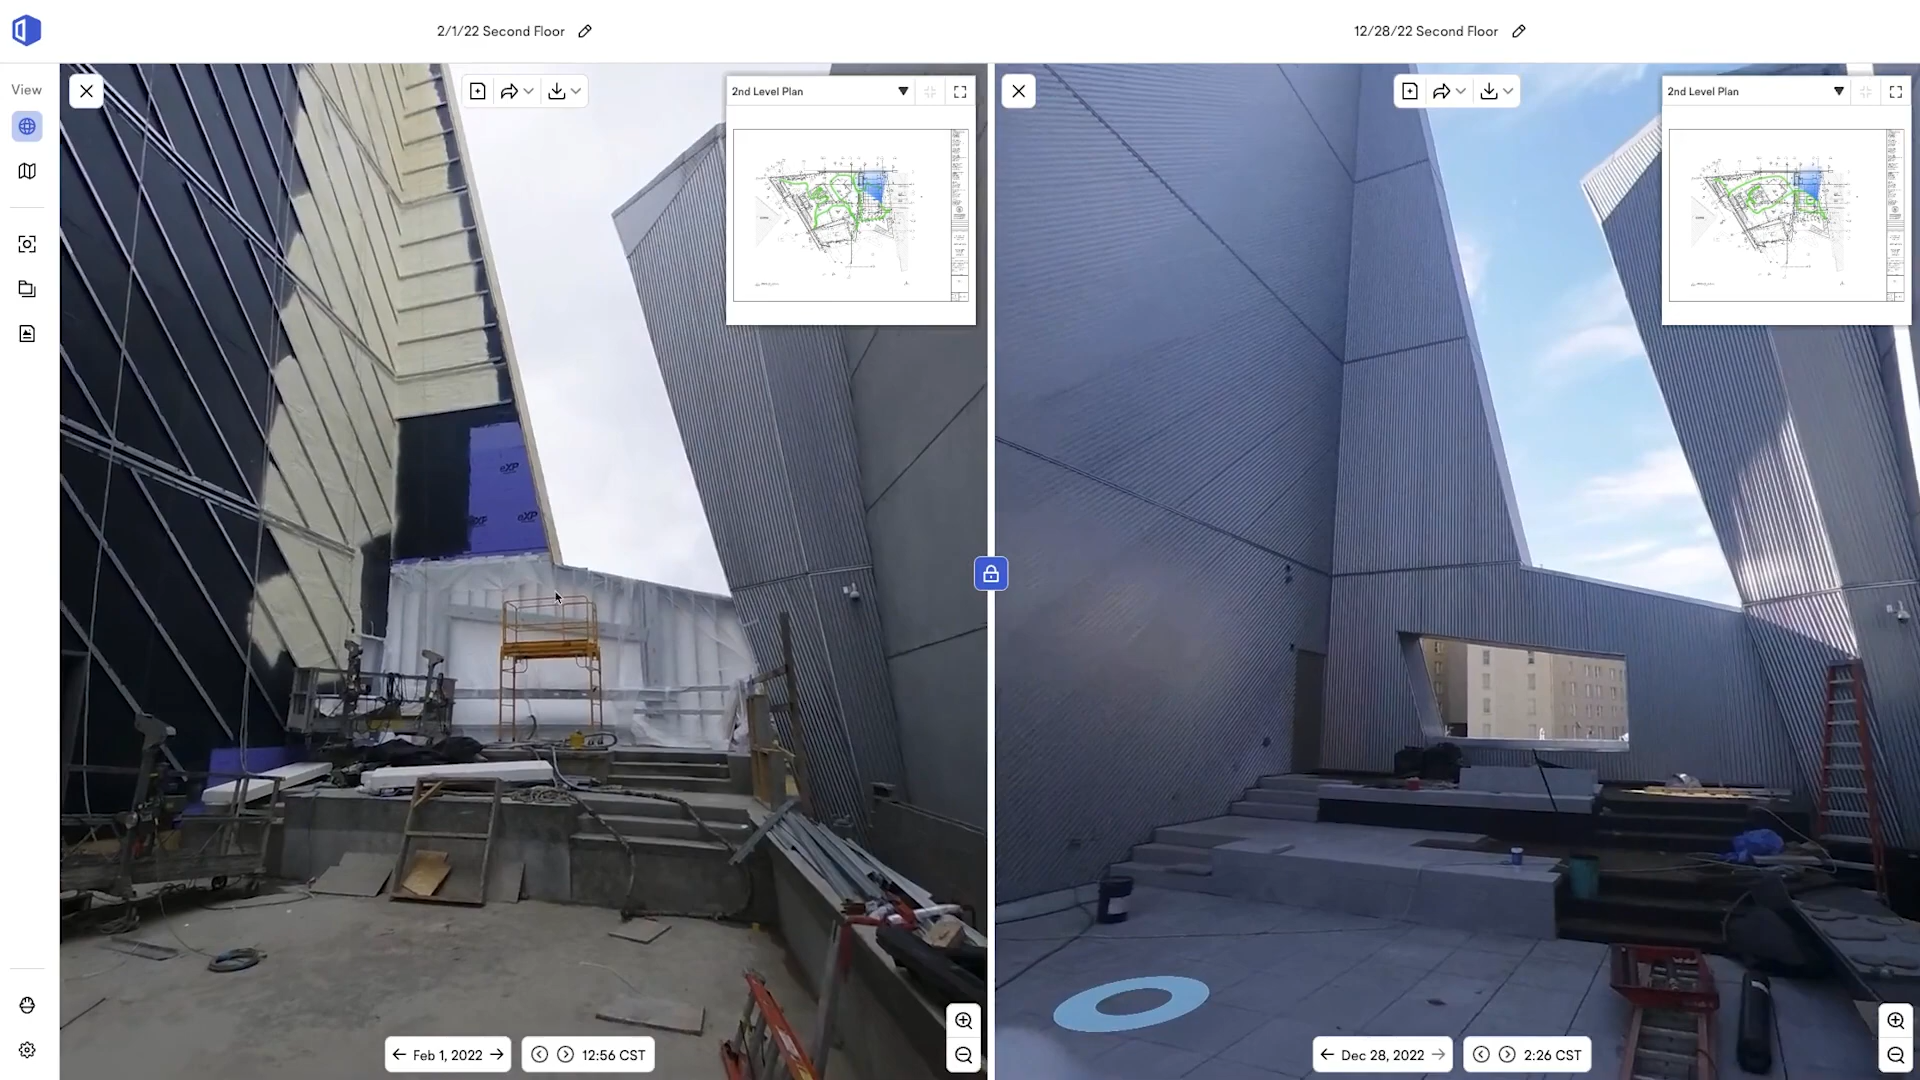 2/1/22 Second Floor
12/28/22 Second Floor
View
2nd Level Plan
2nd Level Plan
eXP
eXP
eXP
Feb 1, 2022
12:56 CST
Dec 28, 2022
2:26 CST